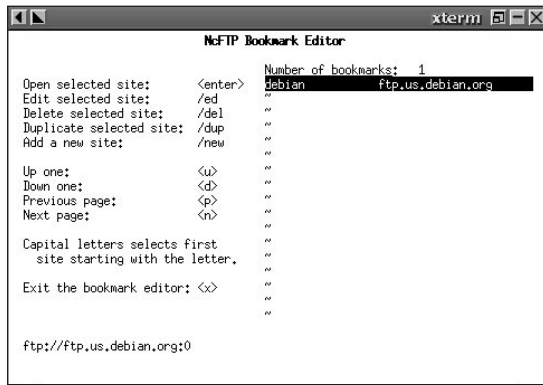 xterm
NcFTP Bookmark Editor
Number of bookmarks: 1
Open selected site: <enter> debian ftp.us.debian.org
Edit selected site: /ed ~
Delete selected site: /del ~
Duplicate selected site: /dup ~
Add a new site: /new ~
~
Up one: <u> ~
Down one: <d> ~
Previous page: <p> ~
Next page: <n> ~
~
Capital letters selects first ~
site starting with the letter. ~
~
Exit the bookmark editor: <x> ~
~
~
ftp://ftp.us.debian.org:0